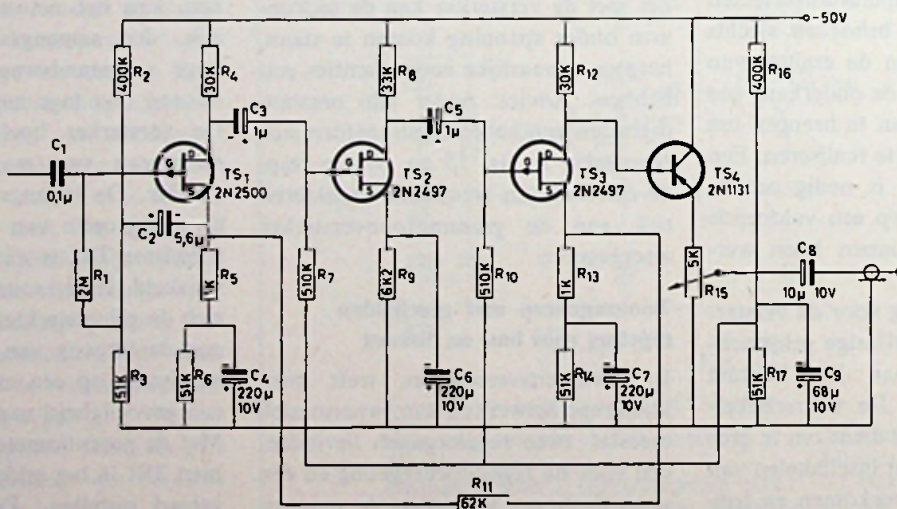 -50V
400K R2
30K R4
33K R8
30K R12
400K R16
C1
0,1µ
G D S
TS1
2N2500
C3
1µ
G D S
TS2
2N2497
C5
1µ
G D S
TS3
2N2497
TS4
2N1131
C2 5,6µ
2M R1
1K R5
510K R7
6K2 R9
510K R10
1K R13
5K R15
C8
10µ 10V
51K R3
51K R6
C4
220µ
10V
C6
220µ
10V
51K R14
C7
220µ
10V
51K R17
C9
68µ
10V
R11
62K